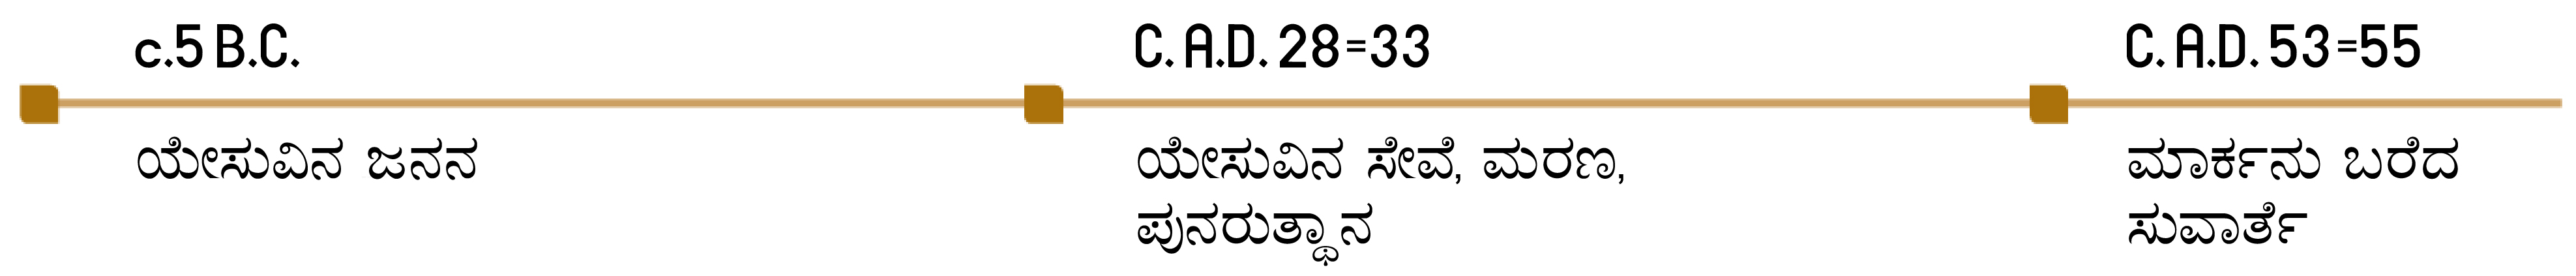 c.5 B.C.
C. A.D. 28=33
C. A.D. 53=55
ಯೇಸುವಿನ ಜನನ
ಯೇಸುವಿನ ಸೇವೆ, ಮರಣ,
ಪುನರುತ್ಥಾನ
ಮಾರ್ಕನು ಬರೆದ
ಸುವಾರ್ತೆ